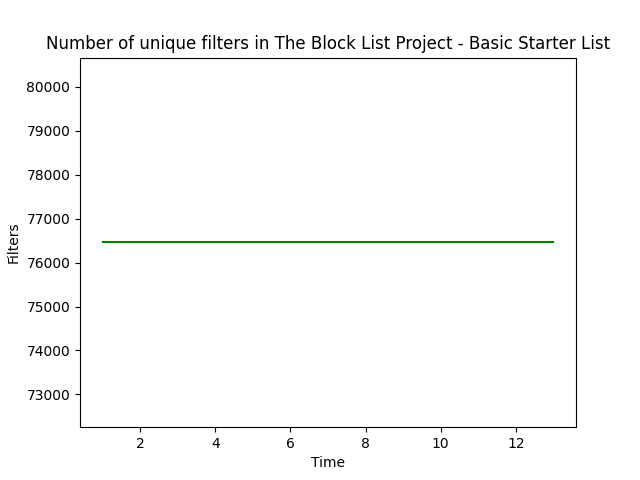 Number of unique filters in The Block List Project - Basic Starter List
80000
79000
78000
77000
76000
75000
74000
73000
Filters
2 4 6 8 10 12
Time